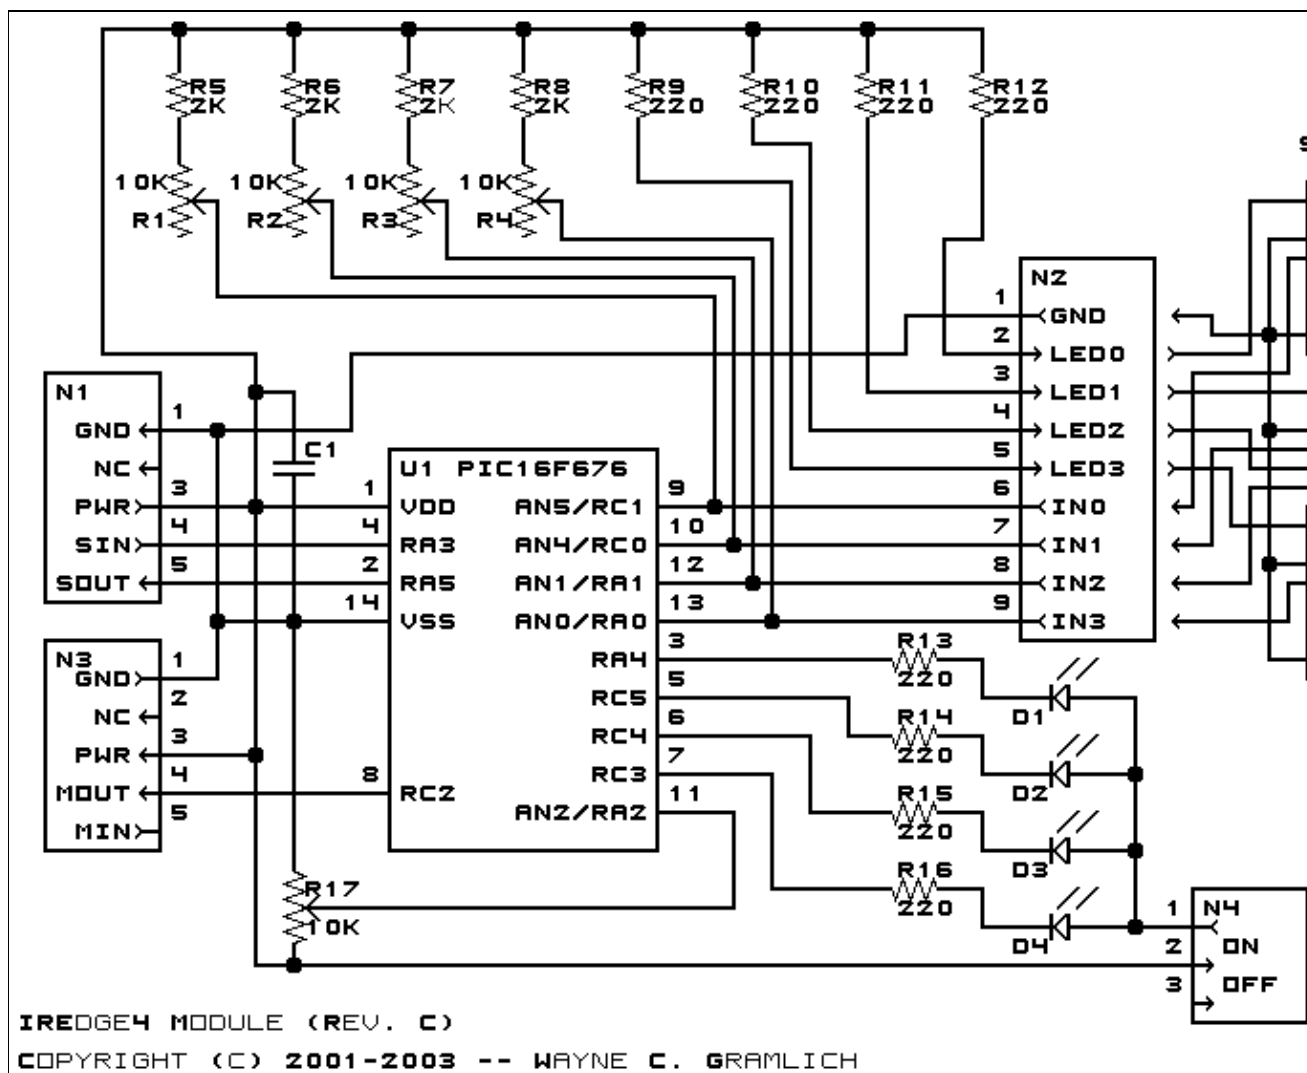 R5 R6 R7 R8 R9 R10 R11 R12
2K 2K 2K 2K 220 220 220 220
10K 10K 10K 10K
R1 R2 R3 R4
N2
1 GND
2 LED0
3 LED1
4 LED2
5 LED3
6 IN0
7 IN1
8 IN2
9 IN3
N1
GND 1
NC
PWR 3
SIN 4
SOUT 5
C1
U1 PIC16F676
1 VDD AN5/RC1 9
4 RA3 AN4/RC0 10
2 RA5 AN1/RA1 12
14 VSS AN0/RA0 13
RA4 3
RC5 5
RC4 6
RC3 7
8 RC2
AN2/RA2 11
N3
GND 1
NC 2
PWR 3
MOUT 4
MIN 5
R13
220
D1
R14
220
D2
R15
220
D3
R16
220
D4
R17
10K
N4
1
2 ON
3 OFF
IREDGE4 MODULE (REV. C)
COPYRIGHT (C) 2001-2003 -- WAYNE C. GRAMLICH